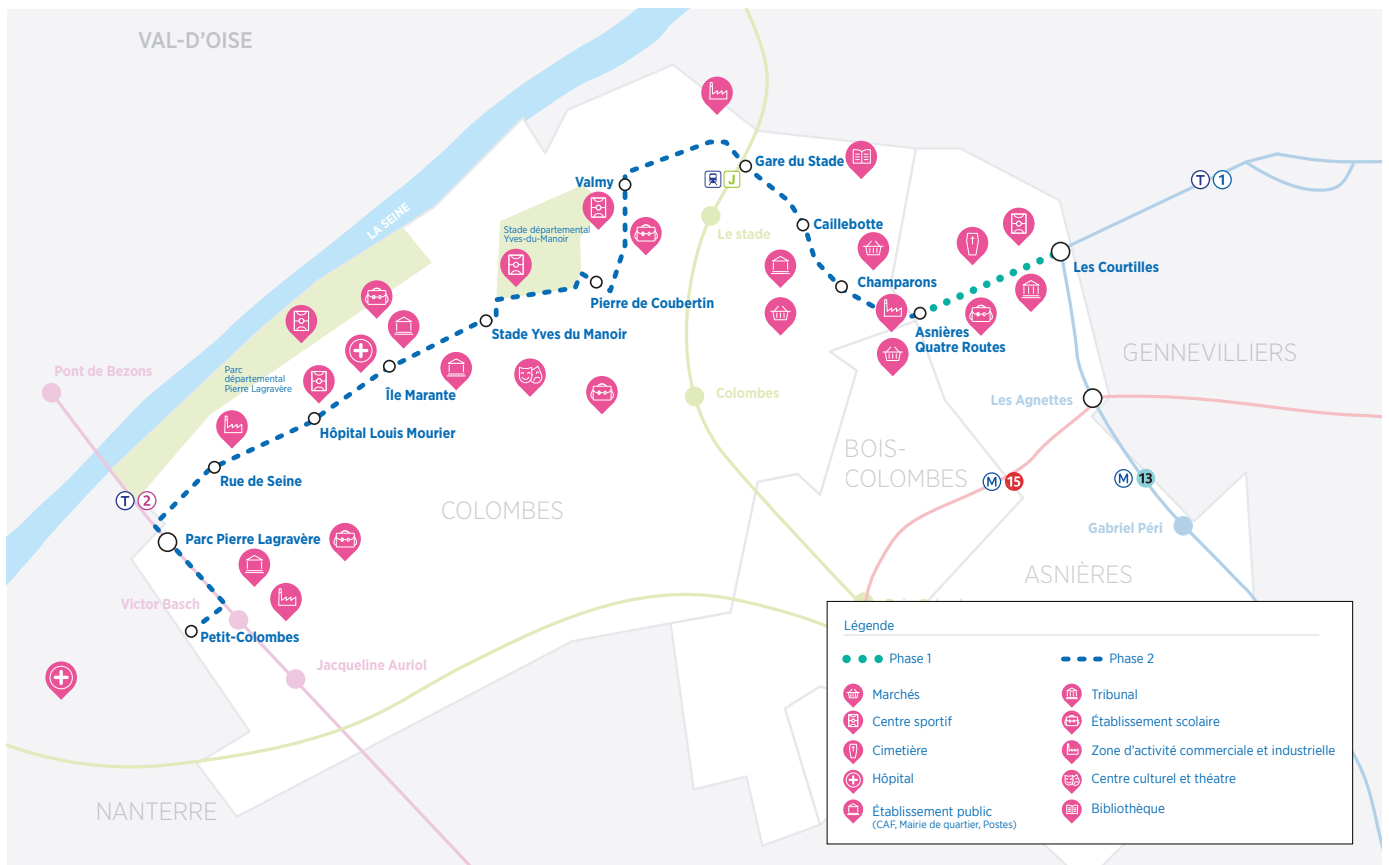 VAL-D'OISE
LA SEINE
Gare du Stade
J
T 1
Valmy
Stade départemental
Yves-du-Manoir
Le stade
Caillebotte
Les Courtilles
Champarons
Pierre de Coubertin
Stade Yves du Manoir
Asnières
Quatre Routes
GENNEVILLIERS
Pont de Bezons
Parc
départemental
Pierre Lagravère
Île Marante
Colombes
Les Agnettes
Hôpital Louis Mourier
BOIS-
COLOMBES
Rue de Seine
M 15
M 13
T 2
COLOMBES
Gabriel Péri
Parc Pierre Lagravère
ASNIÈRES
Victor Basch
Petit-Colombes
Jacqueline Auriol
NANTERRE
Légende
Phase 1
Phase 2
Marchés
Tribunal
Centre sportif
Établissement scolaire
Cimetière
Zone d'activité commerciale et industrielle
Hôpital
Centre culturel et théatre
Établissement public
(CAF, Mairie de quartier, Postes)
Bibliothèque